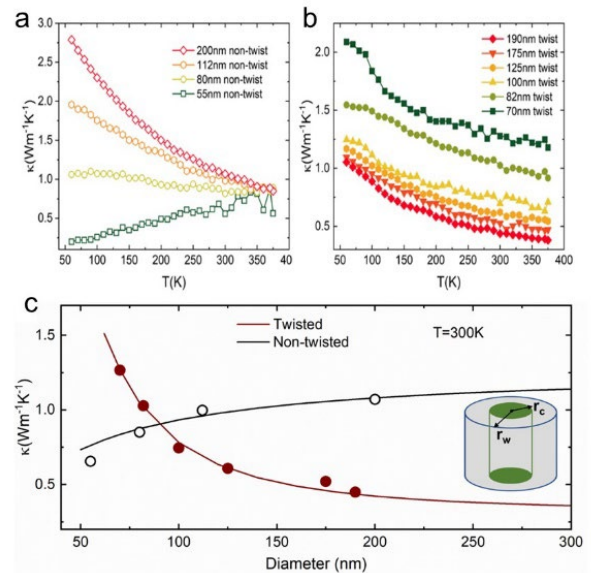 a
b
3.0
2.5
2.0
1.5
1.0
0.5
κ(Wm⁻¹K⁻¹)
200nm non-twist
112nm non-twist
80nm non-twist
55nm non-twist
50 100 150 200 250 300 350 40
T(K)
2.0
1.5
1.0
0.5
κ(Wm⁻¹K⁻¹)
190nm twist
175nm twist
125nm twist
100nm twist
82nm twist
70nm twist
50 100 150 200 250 300 350 400
T(K)
c
1.5
1.0
0.5
κ(Wm⁻¹K⁻¹)
Twisted
Non-twisted
T=300K
r_c
r_w
50 100 150 200 250 300
Diameter (nm)